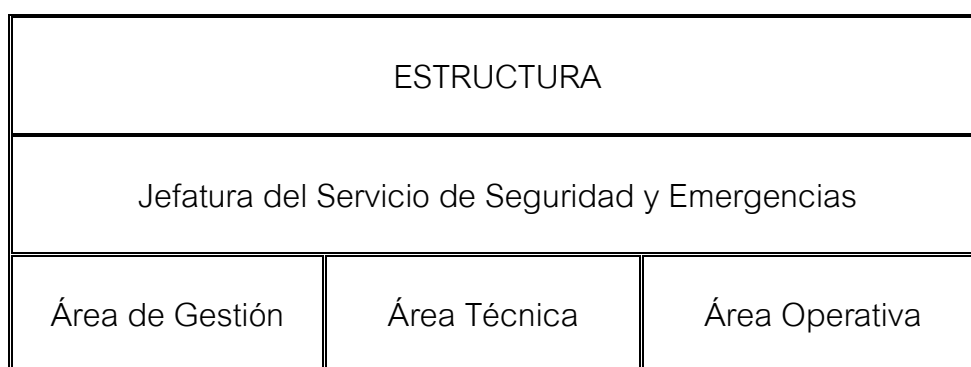 ESTRUCTURA
Jefatura del Servicio de Seguridad y Emergencias
Área de Gestión
Área Técnica
Área Operativa